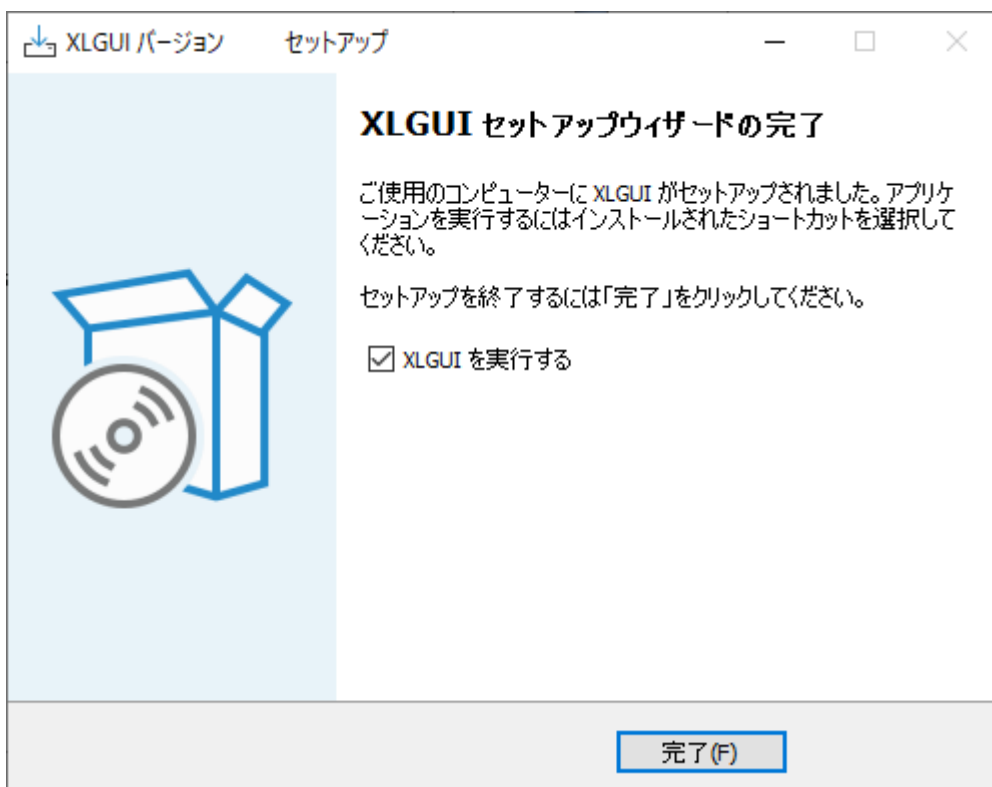 XLGUI バージョン セットアップ
XLGUI セットアップウィザードの完了
ご使用のコンピューターに XLGUI がセットアップされました。アプリケ
ーションを実行するにはインストールされたショートカットを選択して
ください。
セットアップを終了するには「完了」をクリックしてください。
XLGUI を実行する
完了(F)